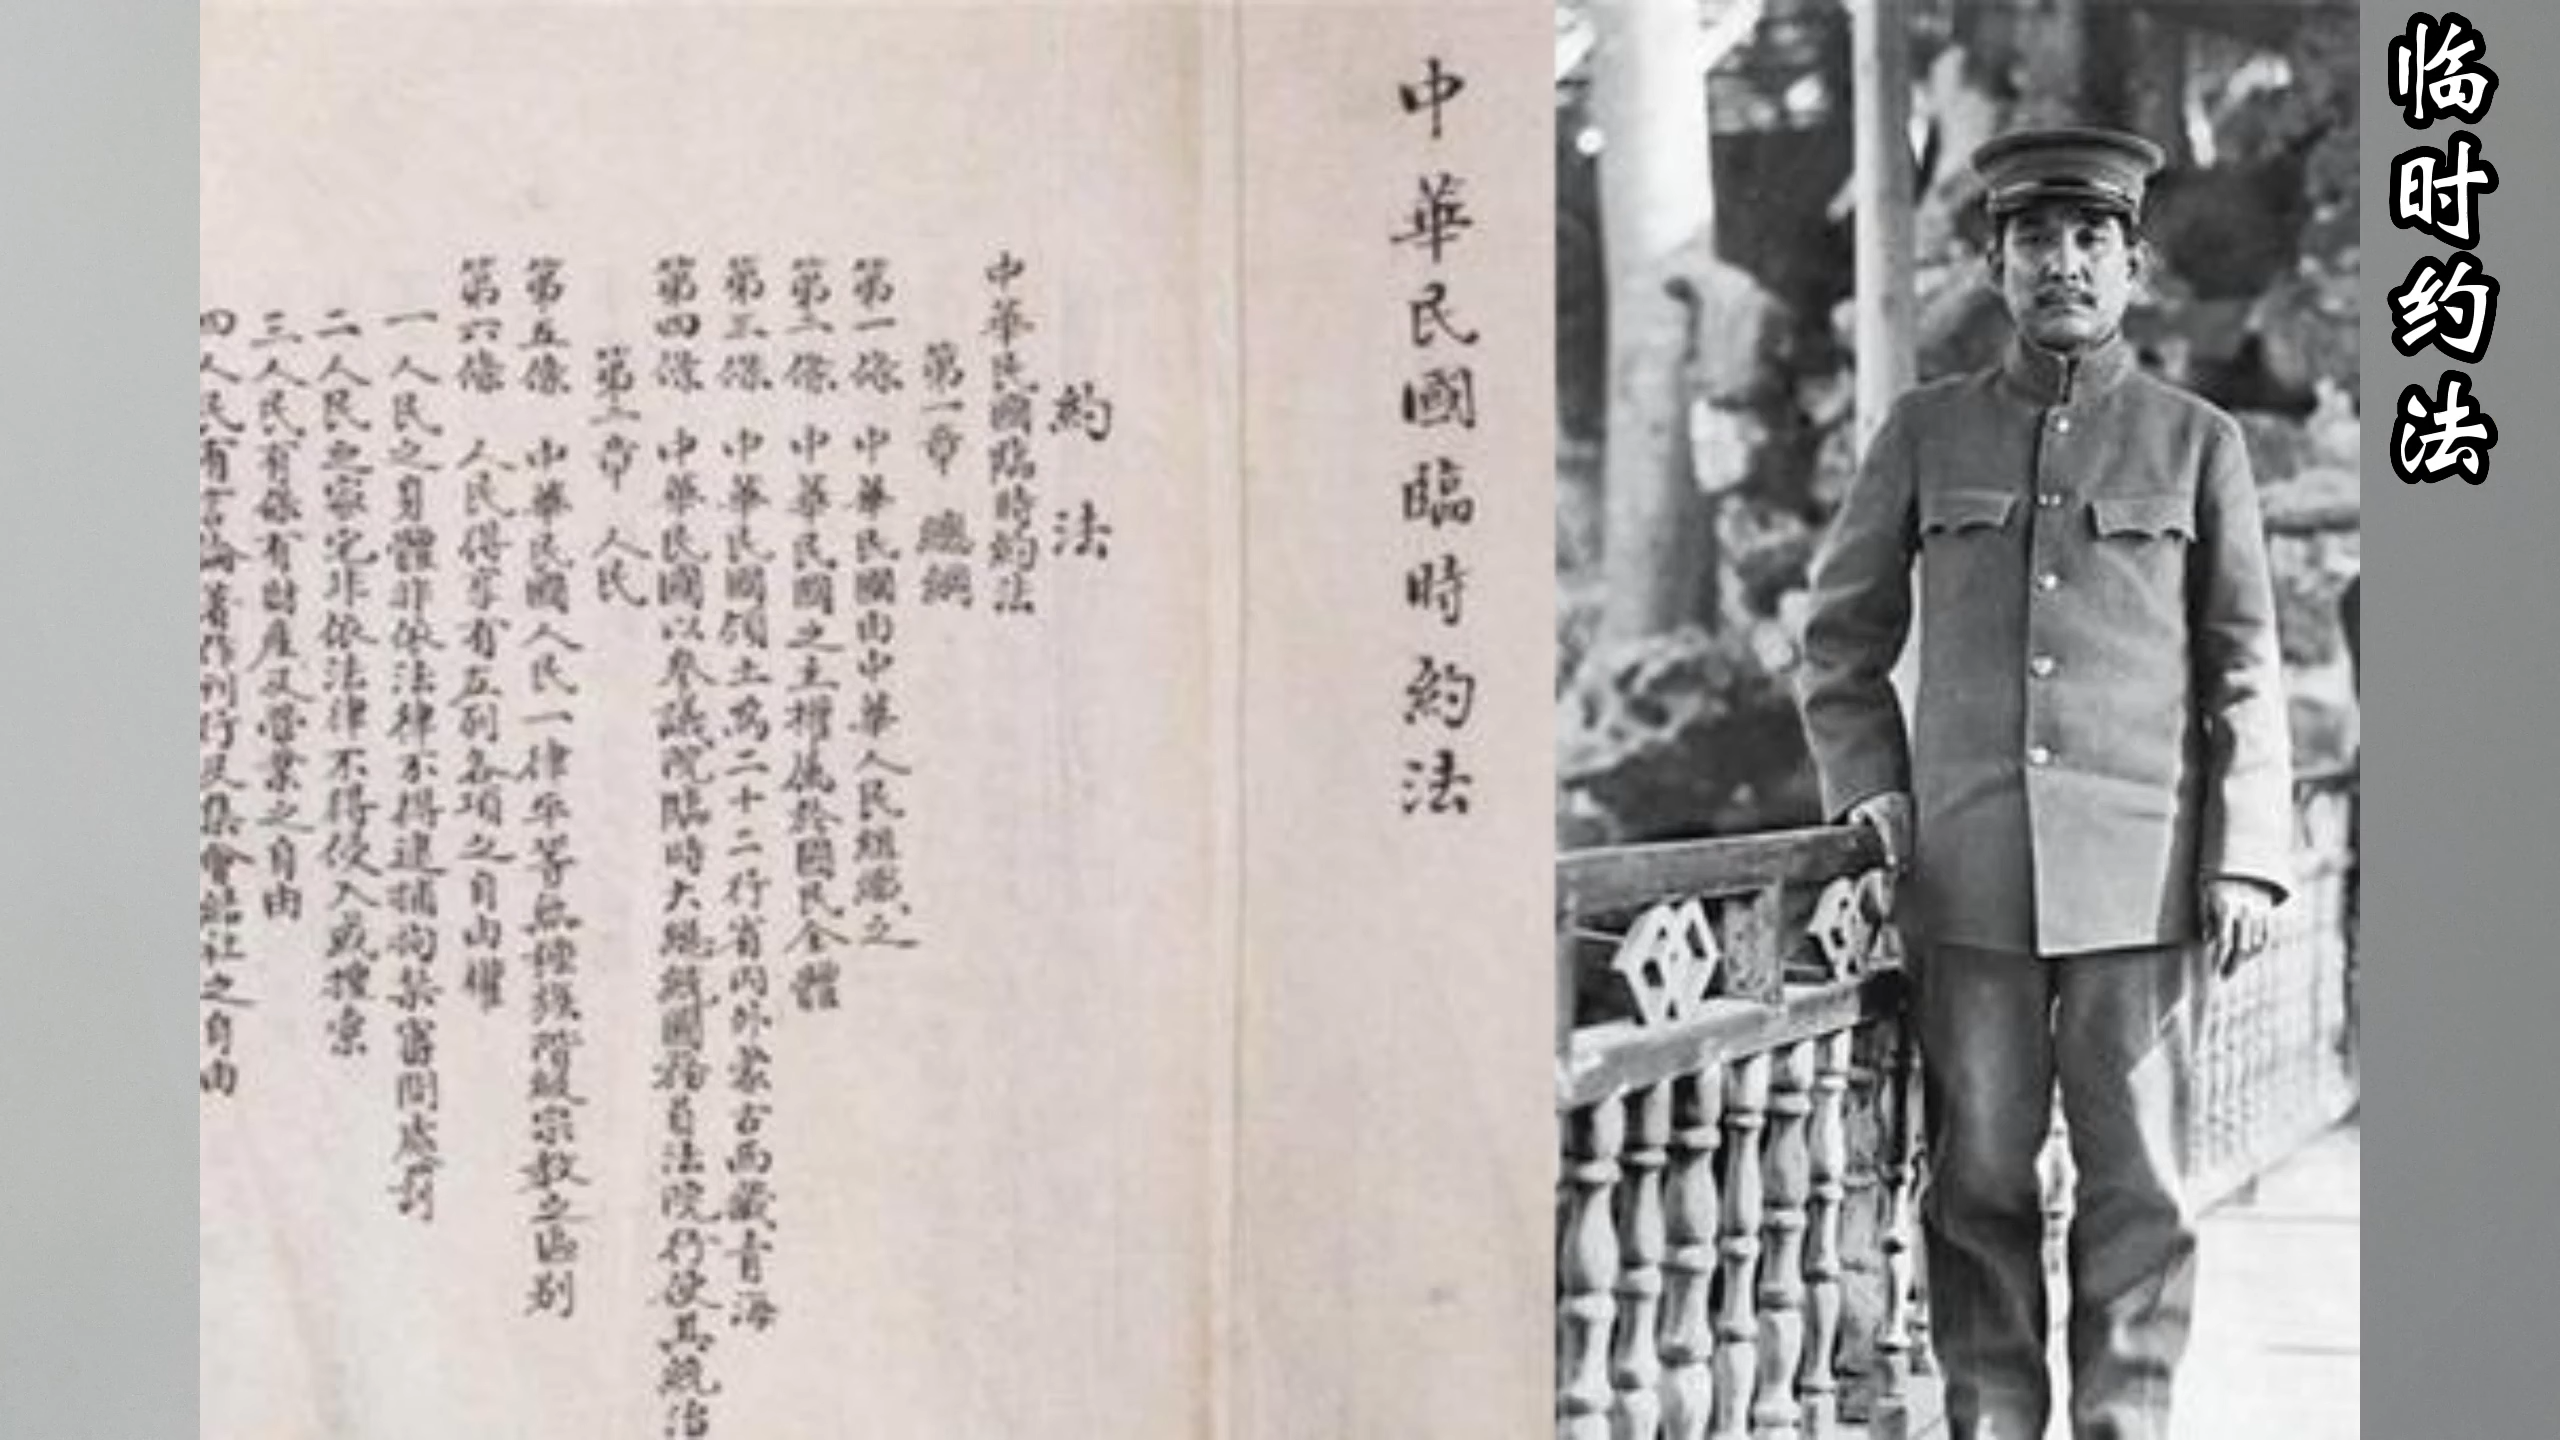 临时约法
中華民國臨時約法
約法
中華民國臨時約法
第一章 總綱
第一條 中華民國由中華人民組織之
第二條 中華民國之主權屬於國民全體
第三條 中華民國領土為二十二行省內外蒙古西藏青海
第四條 中華民國以參議院臨時大總統國務員法院行使其統治
第二章 人民
第五條 中華民國人民一律平等無種族階級宗教之區別
第六條 人民得享有左列各項之自由權
一 人民之身體非依法律不得逮捕拘禁審問處罰
二 人民之家宅非依法律不得侵入或搜索
三 人民有保有財產及營業之自由
四 人民有言論著作刊行及集會結社之自由